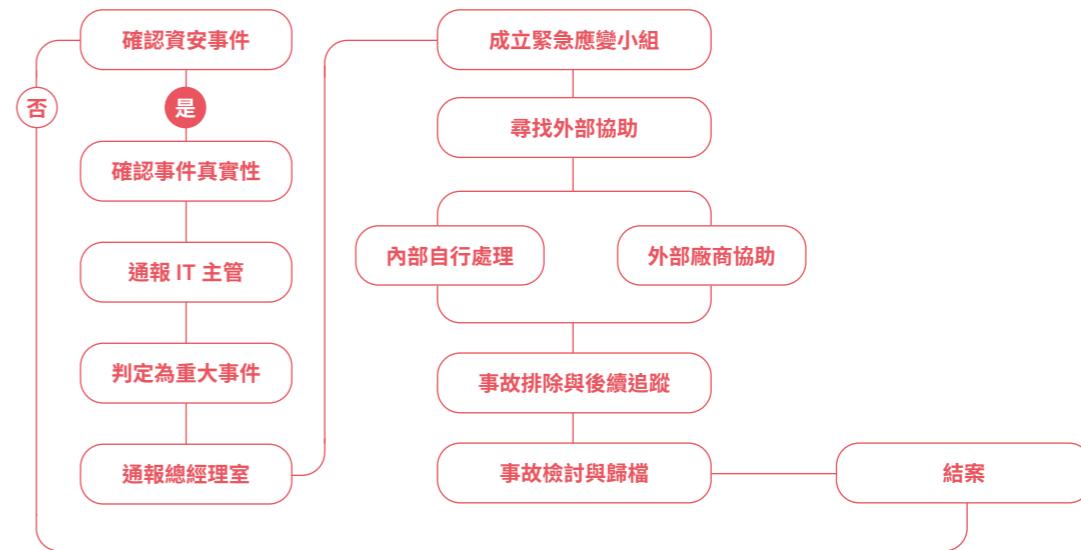 確認資安事件
否
是
確認事件真實性
通報 IT 主管
判定為重大事件
通報總經理室
成立緊急應變小組
尋找外部協助
內部自行處理
外部廠商協助
事故排除與後續追蹤
事故檢討與歸檔
結案